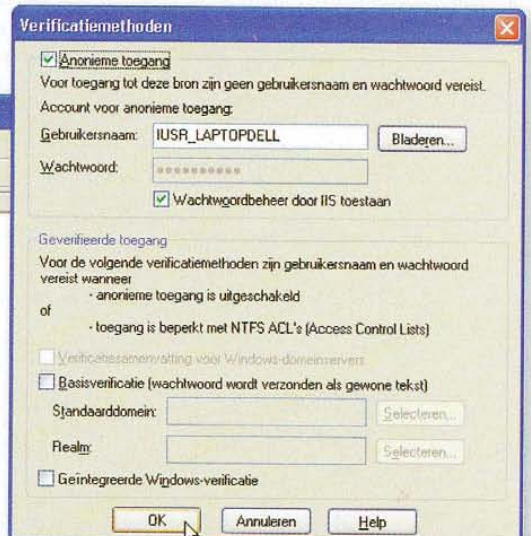 Verificatiemethoden
Anonieme toegang
Voor toegang tot deze bron zijn geen gebruikersnaam en wachtwoord vereist.
Account voor anonieme toegang:
Gebruikersnaam: IUSR_LAPTOPDELL Bladeren...
Wachtwoord: **********
Wachtwoordbeheer door IIS toestaan
Geverifieerde toegang
Voor de volgende verificatiemethoden zijn gebruikersnaam en wachtwoord
vereist wanneer
- anonieme toegang is uitgeschakeld
of
- toegang is beperkt met NTFS ACL's (Access Control Lists)
Verificatiesamenvatting voor Windows-domeinservers
Basisverificatie (wachtwoord wordt verzonden als gewone tekst)
Standaarddomein: Selecteren...
Realm: Selecteren...
Geïntegreerde Windows-verificatie
OK Annuleren Help